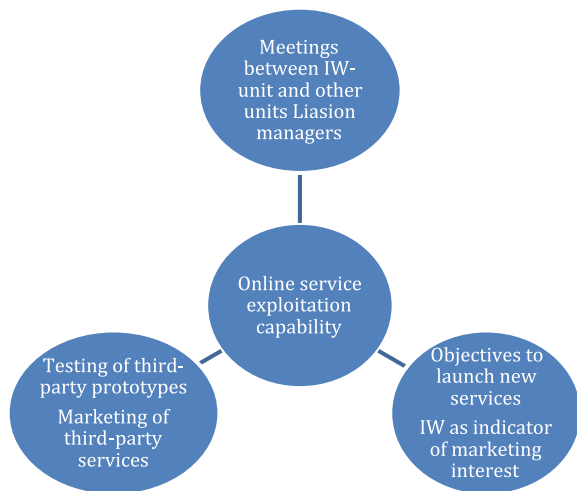 Meetings
between IW-
unit and other
units Liasion
managers
Online service
exploitation
capability
Testing of third-
party prototypes
Marketing of
third-party
services
Objectives to
launch new
services
IW as indicator
of marketing
interest